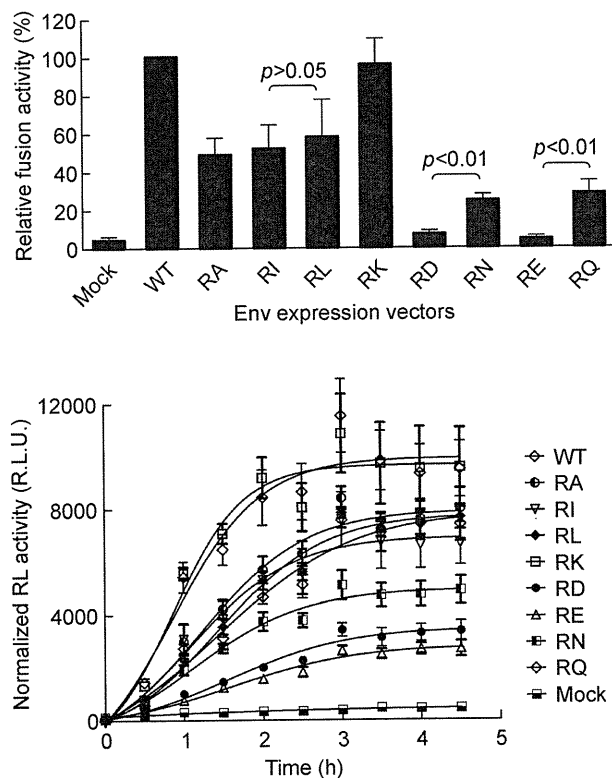 Relative fusion activity (%)
120
100
80
60
40
20
0
p>0.05
p<0.01
p<0.01
Mock
WT
RA
RI
RL
RK
RD
RN
RE
RQ
Env expression vectors
Normalized RL activity (R.L.U.)
12000
8000
4000
0
0
1
2
3
4
5
Time (h)
WT
RA
RI
RL
RK
RD
RE
RN
RQ
Mock